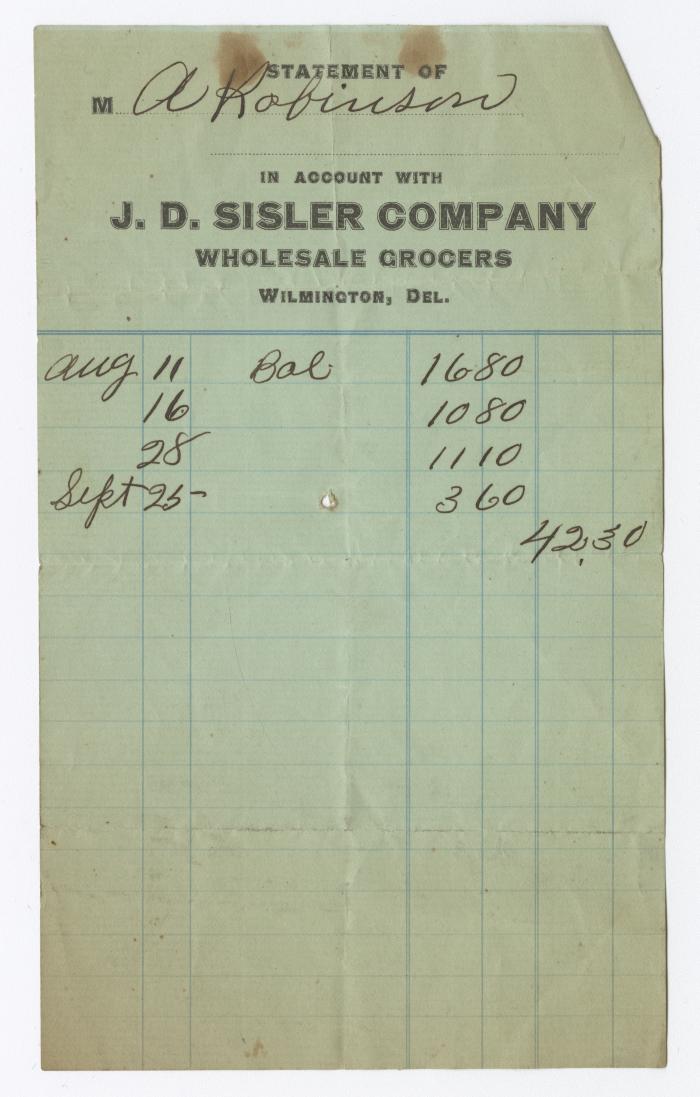 STATEMENT OF
M A Robinson
IN ACCOUNT WITH
J. D. SISLER COMPANY
WHOLESALE GROCERS
WILMINGTON, DEL.
Aug 11 Bal 16 80
16 10 80
28 11 10
Sept 25- 3 60
42.30